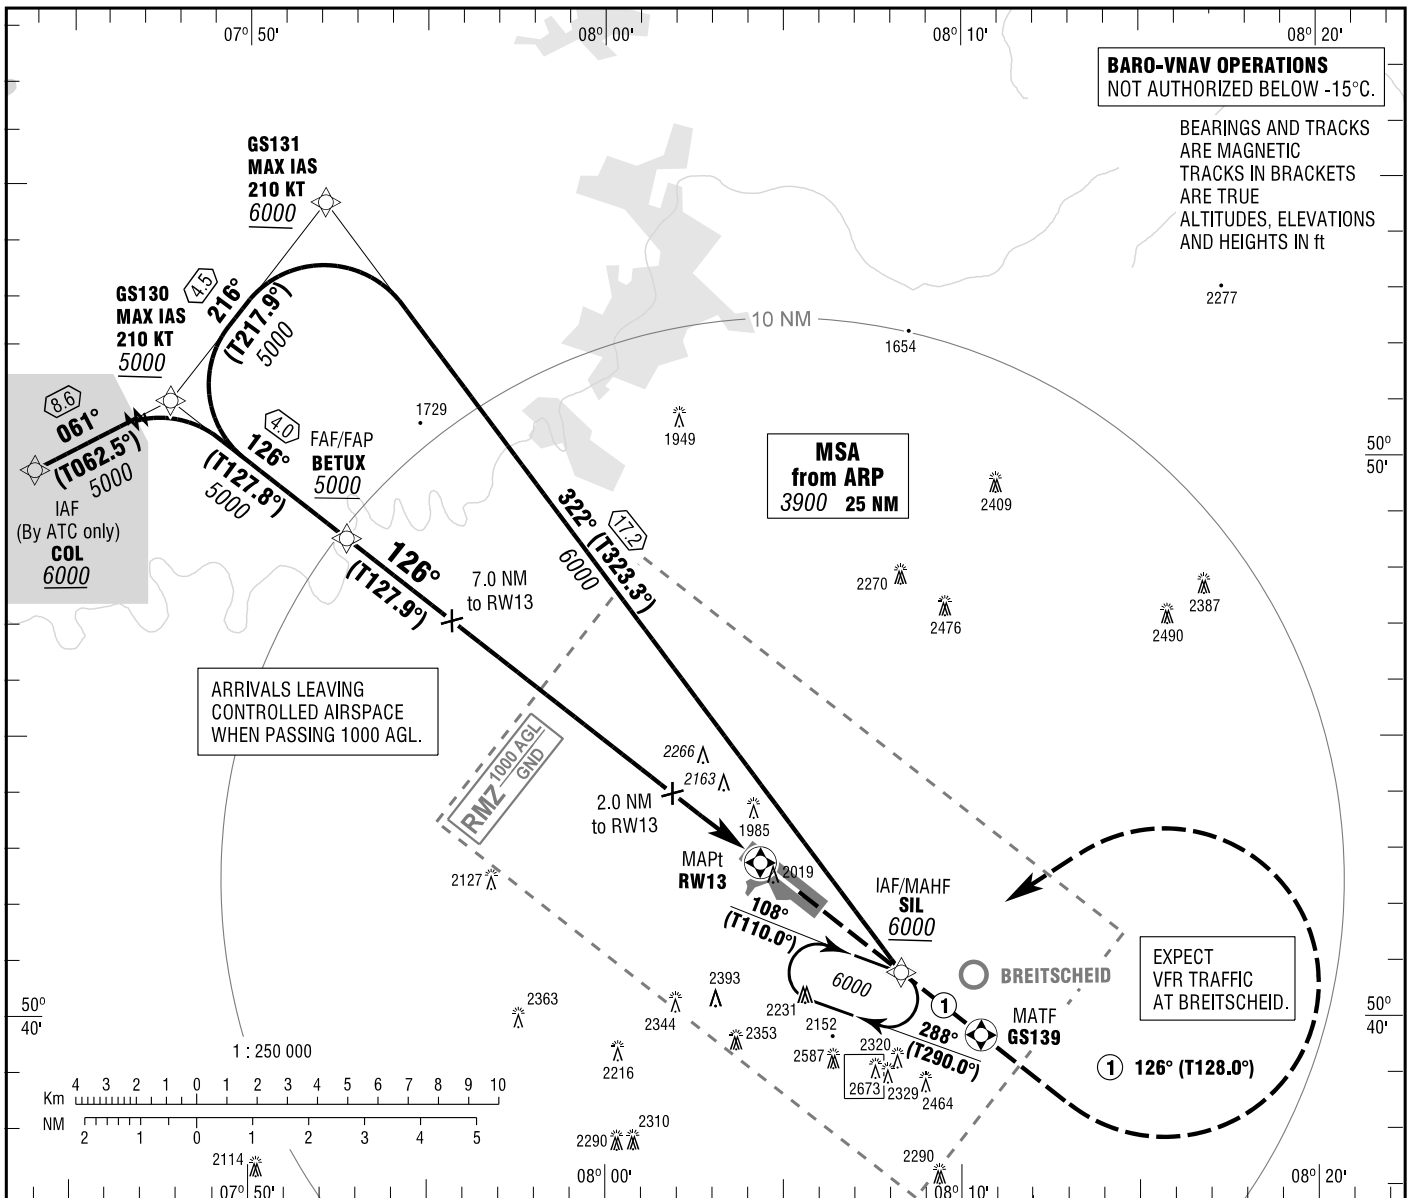 07° 50'
08° 00'
08° 10'
08° 20'
BARO-VNAV OPERATIONS
NOT AUTHORIZED BELOW -15°C.
BEARINGS AND TRACKS
ARE MAGNETIC
TRACKS IN BRACKETS
ARE TRUE
ALTITUDES, ELEVATIONS
AND HEIGHTS IN ft
GS131
MAX IAS
210 KT
6000
GS130
MAX IAS
210 KT
5000
4.5
216°
(T217.9°)
5000
2277
10 NM
1654
8.6
061°
(T062.5°)
5000
IAF
(By ATC only)
COL
6000
4.0
126°
(T127.8°)
5000
FAF/FAP
BETUX
5000
1729
1949
MSA
from ARP
3900 25 NM
50°
50'
2409
322° (T323.3°)
17.2
6000
126°
(T127.9°)
7.0 NM
to RW13
2270
2476
2387
2490
ARRIVALS LEAVING
CONTROLLED AIRSPACE
WHEN PASSING 1000 AGL.
RMZ 1000 AGL
GND
2266
2163
2.0 NM
to RW13
1985
MAPt
RW13
2019
2127
108°
(T110.0°)
IAF/MAHF
SIL
6000
6000
BREITSCHEID
EXPECT
VFR TRAFFIC
AT BREITSCHEID.
50°
40'
2363
2393
2344
2231
2152
2353
2587
2320
288°
(T290.0°)
1
MATF
GS139
50°
40'
1 126° (T128.0°)
2216
2673
2329
2464
1 : 250 000
4 3 2 1 0 1 2 3 4 5 6 7 8 9 10
Km
NM
2 1 0 1 2 3 4 5
2310
2290
2114
2290
07° 50'
08° 00'
08° 10'
08° 20'